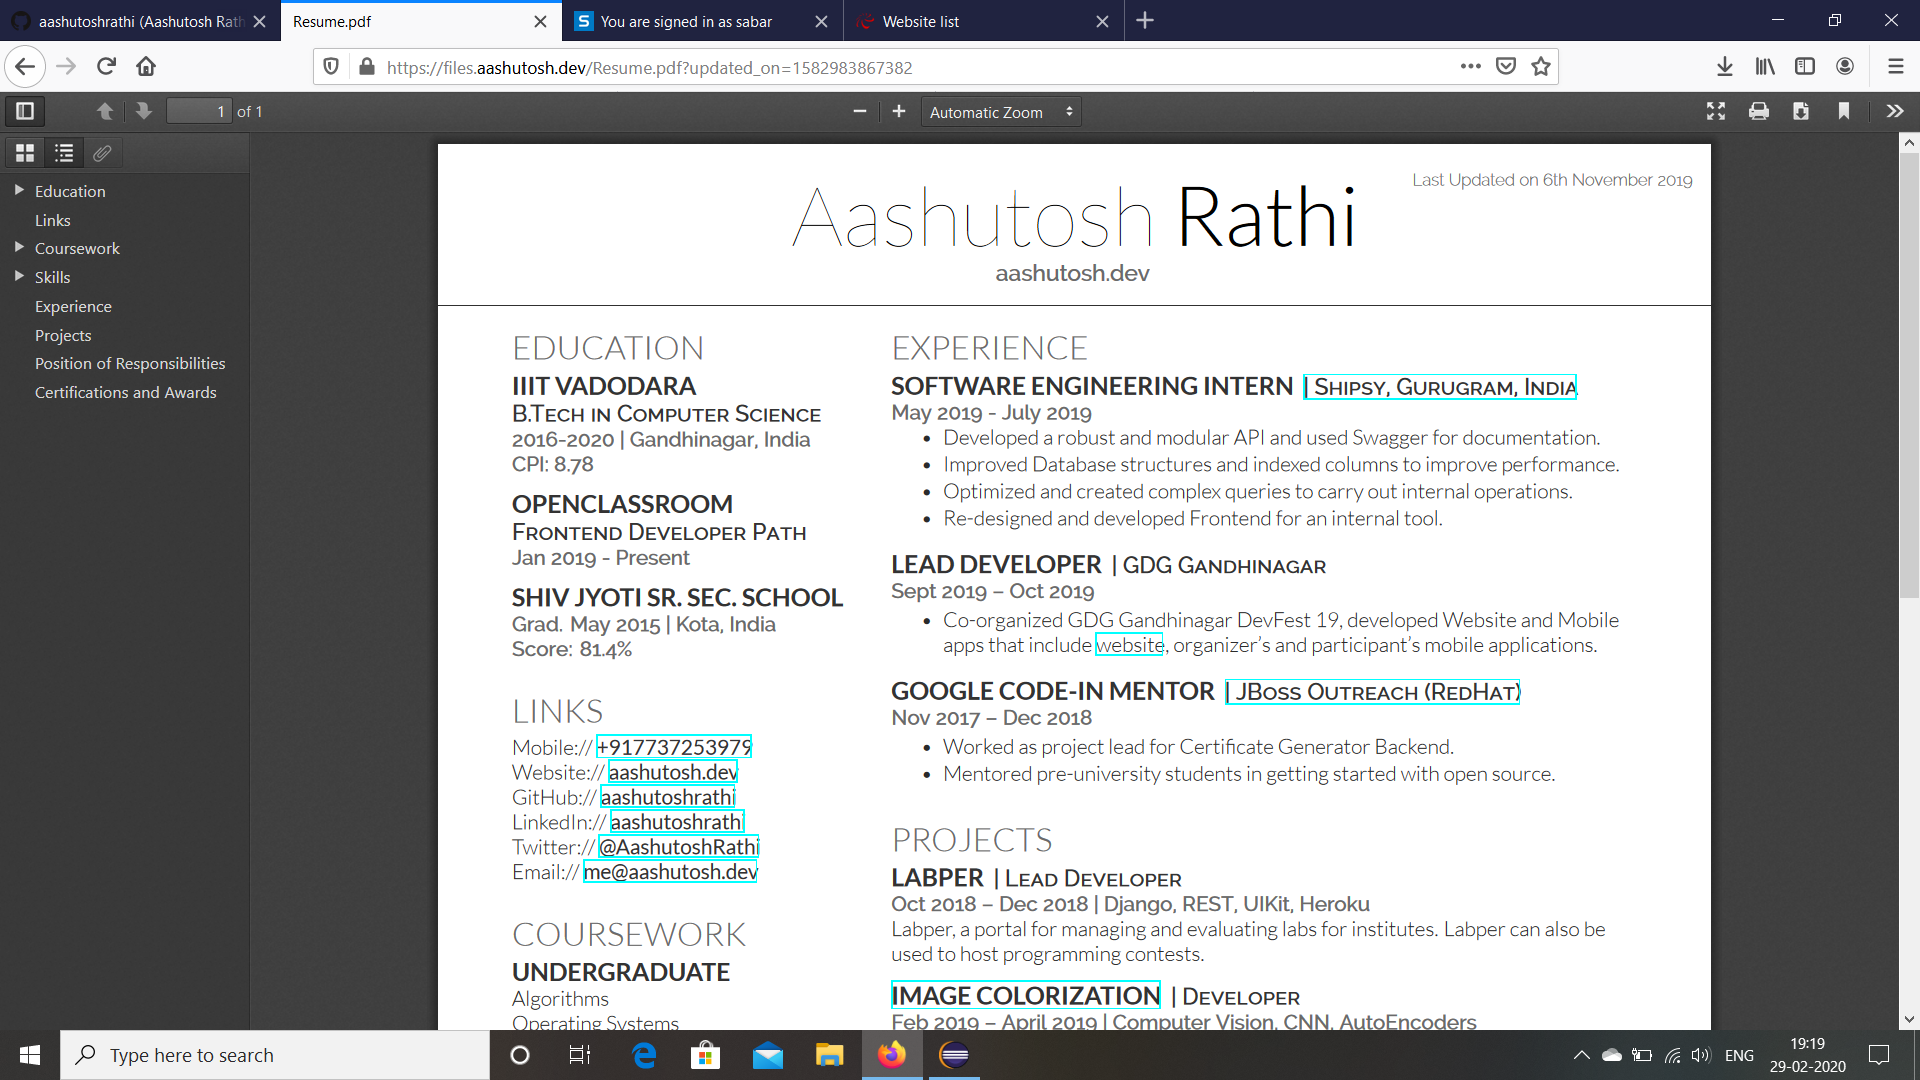 aashutoshrathi (Aashutosh Rath
Resume.pdf
You are signed in as sabar
Website list
https://files.aashutosh.dev/Resume.pdf?updated_on=1582983867382
1 of 1
Automatic Zoom
Education
Links
Coursework
Skills
Experience
Projects
Position of Responsibilities
Certifications and Awards
Last Updated on 6th November 2019
Aashutosh Rathi
aashutosh.dev
EDUCATION
IIIT VADODARA
B.Tech in Computer Science
2016-2020 | Gandhinagar, India
CPI: 8.78
OPENCLASSROOM
Frontend Developer Path
Jan 2019 - Present
SHIV JYOTI SR. SEC. SCHOOL
Grad. May 2015 | Kota, India
Score: 81.4%
LINKS
Mobile:// +917737253979
Website:// aashutosh.dev
GitHub:// aashutoshrathi
LinkedIn:// aashutoshrathi
Twitter:// @AashutoshRathi
Email:// me@aashutosh.dev
COURSEWORK
UNDERGRADUATE
Algorithms
Operating Systems
EXPERIENCE
SOFTWARE ENGINEERING INTERN | Shipsy, Gurugram, India
May 2019 - July 2019
• Developed a robust and modular API and used Swagger for documentation.
• Improved Database structures and indexed columns to improve performance.
• Optimized and created complex queries to carry out internal operations.
• Re-designed and developed Frontend for an internal tool.
LEAD DEVELOPER | GDG Gandhinagar
Sept 2019 – Oct 2019
• Co-organized GDG Gandhinagar DevFest 19, developed Website and Mobile
apps that include website, organizer’s and participant’s mobile applications.
GOOGLE CODE-IN MENTOR | JBoss Outreach (RedHat)
Nov 2017 – Dec 2018
• Worked as project lead for Certificate Generator Backend.
• Mentored pre-university students in getting started with open source.
PROJECTS
LABPER | Lead Developer
Oct 2018 – Dec 2018 | Django, REST, UIKit, Heroku
Labper, a portal for managing and evaluating labs for institutes. Labper can also be
used to host programming contests.
IMAGE COLORIZATION | Developer
Feb 2019 – April 2019 | Computer Vision, CNN, AutoEncoders
Type here to search
ENG
19:19
29-02-2020